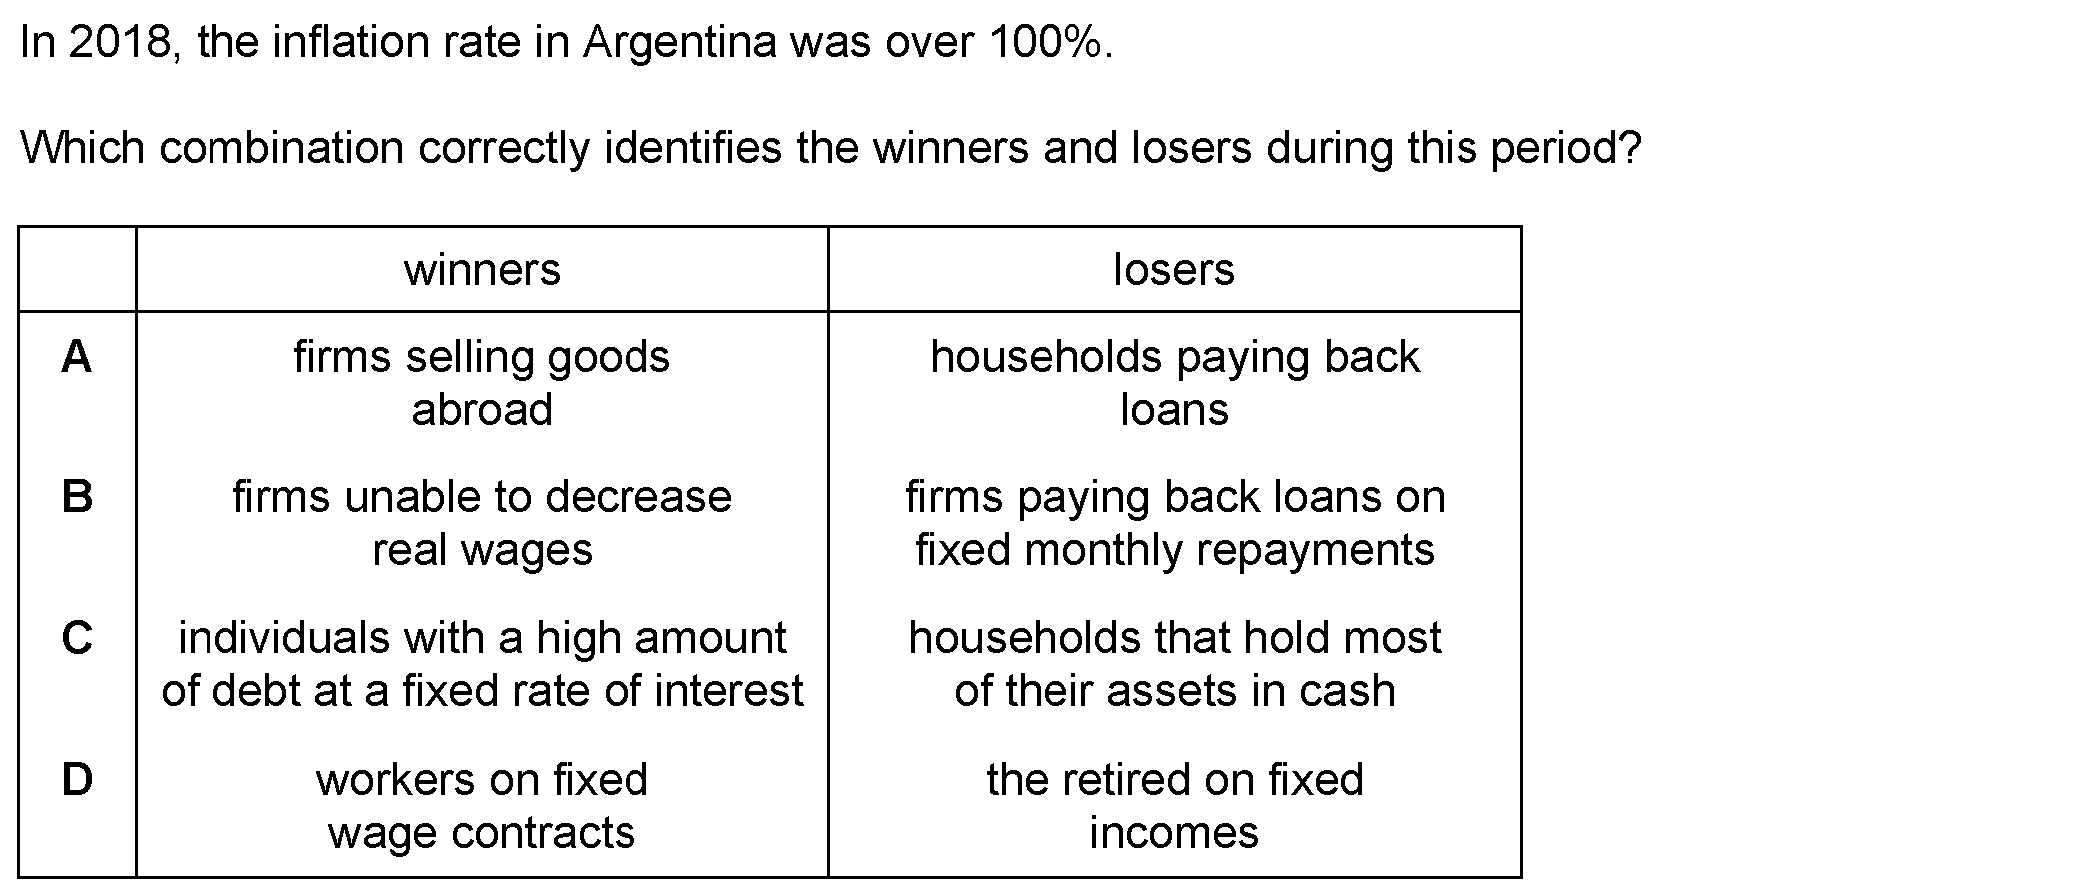 In 2018, the inflation rate in Argentina was over 100%.
Which combination correctly identifies the winners and losers during this period?
winners losers
A firms selling goods abroad households paying back loans
B firms unable to decrease real wages firms paying back loans on fixed monthly repayments
C individuals with a high amount of debt at a fixed rate of interest households that hold most of their assets in cash
D workers on fixed wage contracts the retired on fixed incomes